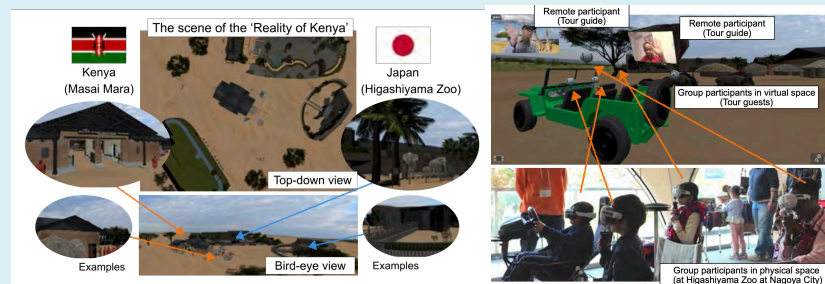 The scene of the 'Reality of Kenya'
Kenya
(Masai Mara)
Japan
(Higashiyama Zoo)
Top-down view
Bird-eye view
Examples
Examples
Remote participant
(Tour guide)
Remote participant
(Tour guide)
Group participants in virtual space
(Tour guests)
Group participants in physical space
(at Higashiyama Zoo at Nagoya City)